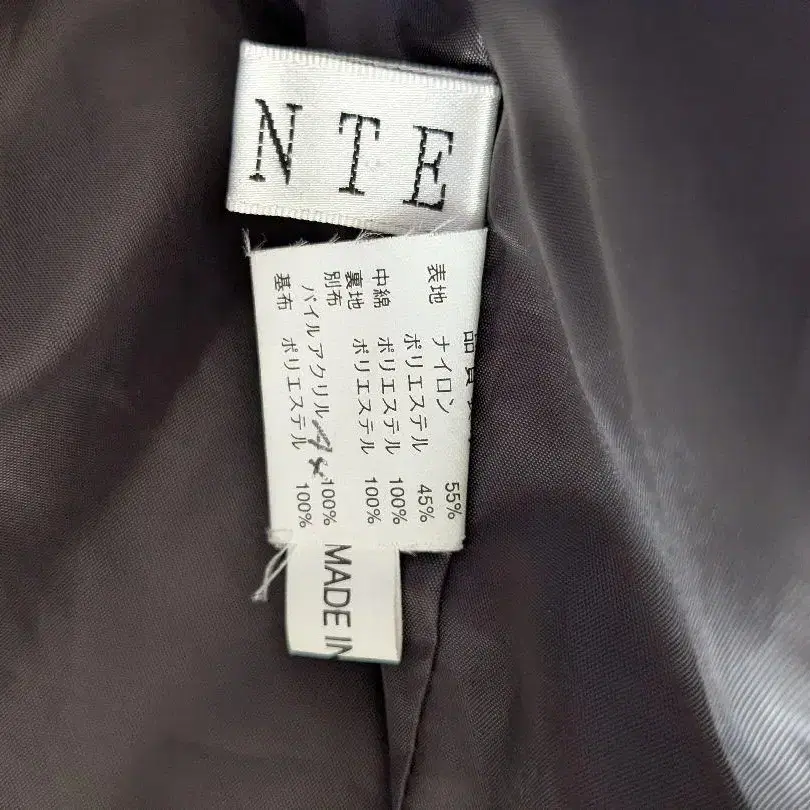 NTE
品質
表地 ナイロン 55%
ポリエステル 45%
中綿 ポリエステル 100%
裏地 ポリエステル 100%
別布
パイルアクリル 100%
基布 ポリエステル 100%
MADE IN